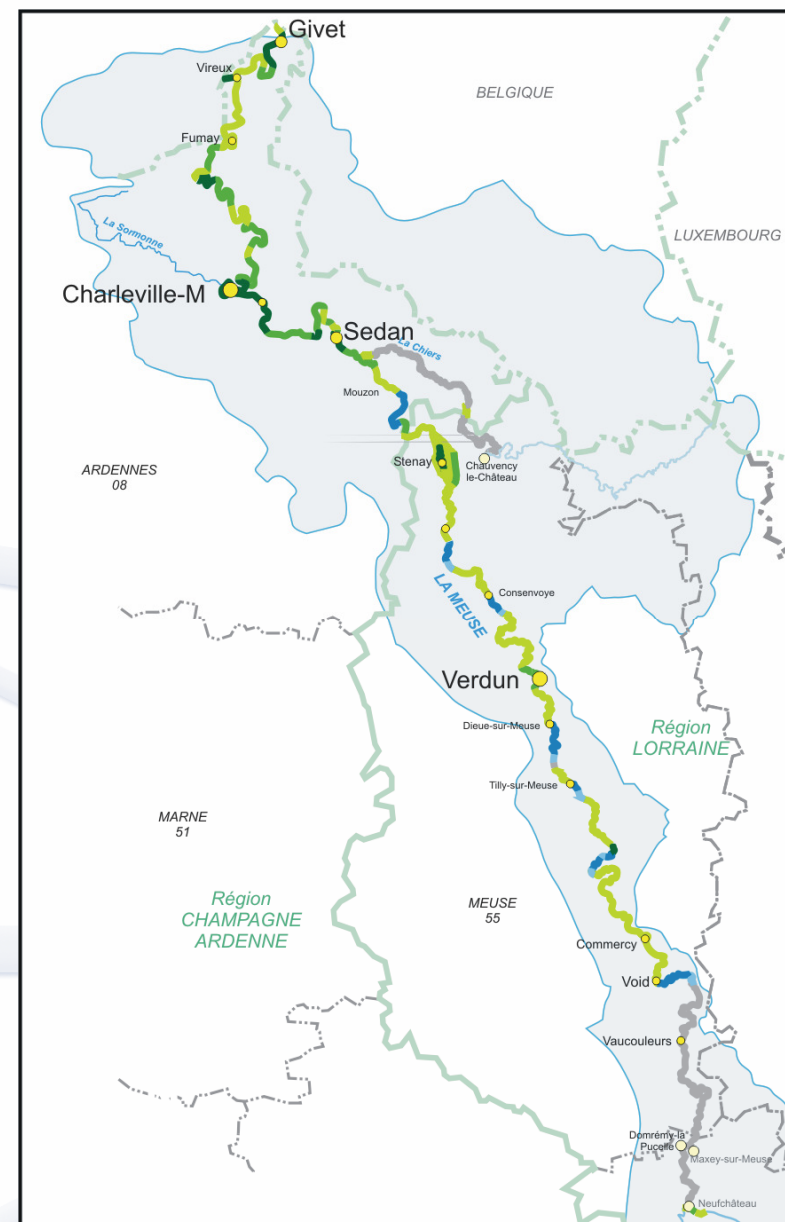 Givet
Vireux
BELGIQUE
Fumay
La Sormonne
LUXEMBOURG
Charleville-M
Sedan
La Chiers
Mouzon
Stenay
Chauvency
le-Château
ARDENNES
08
LA MEUSE
Consenvoye
Verdun
Dieue-sur-Meuse
Région
LORRAINE
Tilly-sur-Meuse
MARNE
51
Région
CHAMPAGNE
ARDENNE
MEUSE
55
Commercy
Void
Vaucouleurs
Domrémy-la
Pucelle
Maxey-sur-Meuse
Neufchâteau